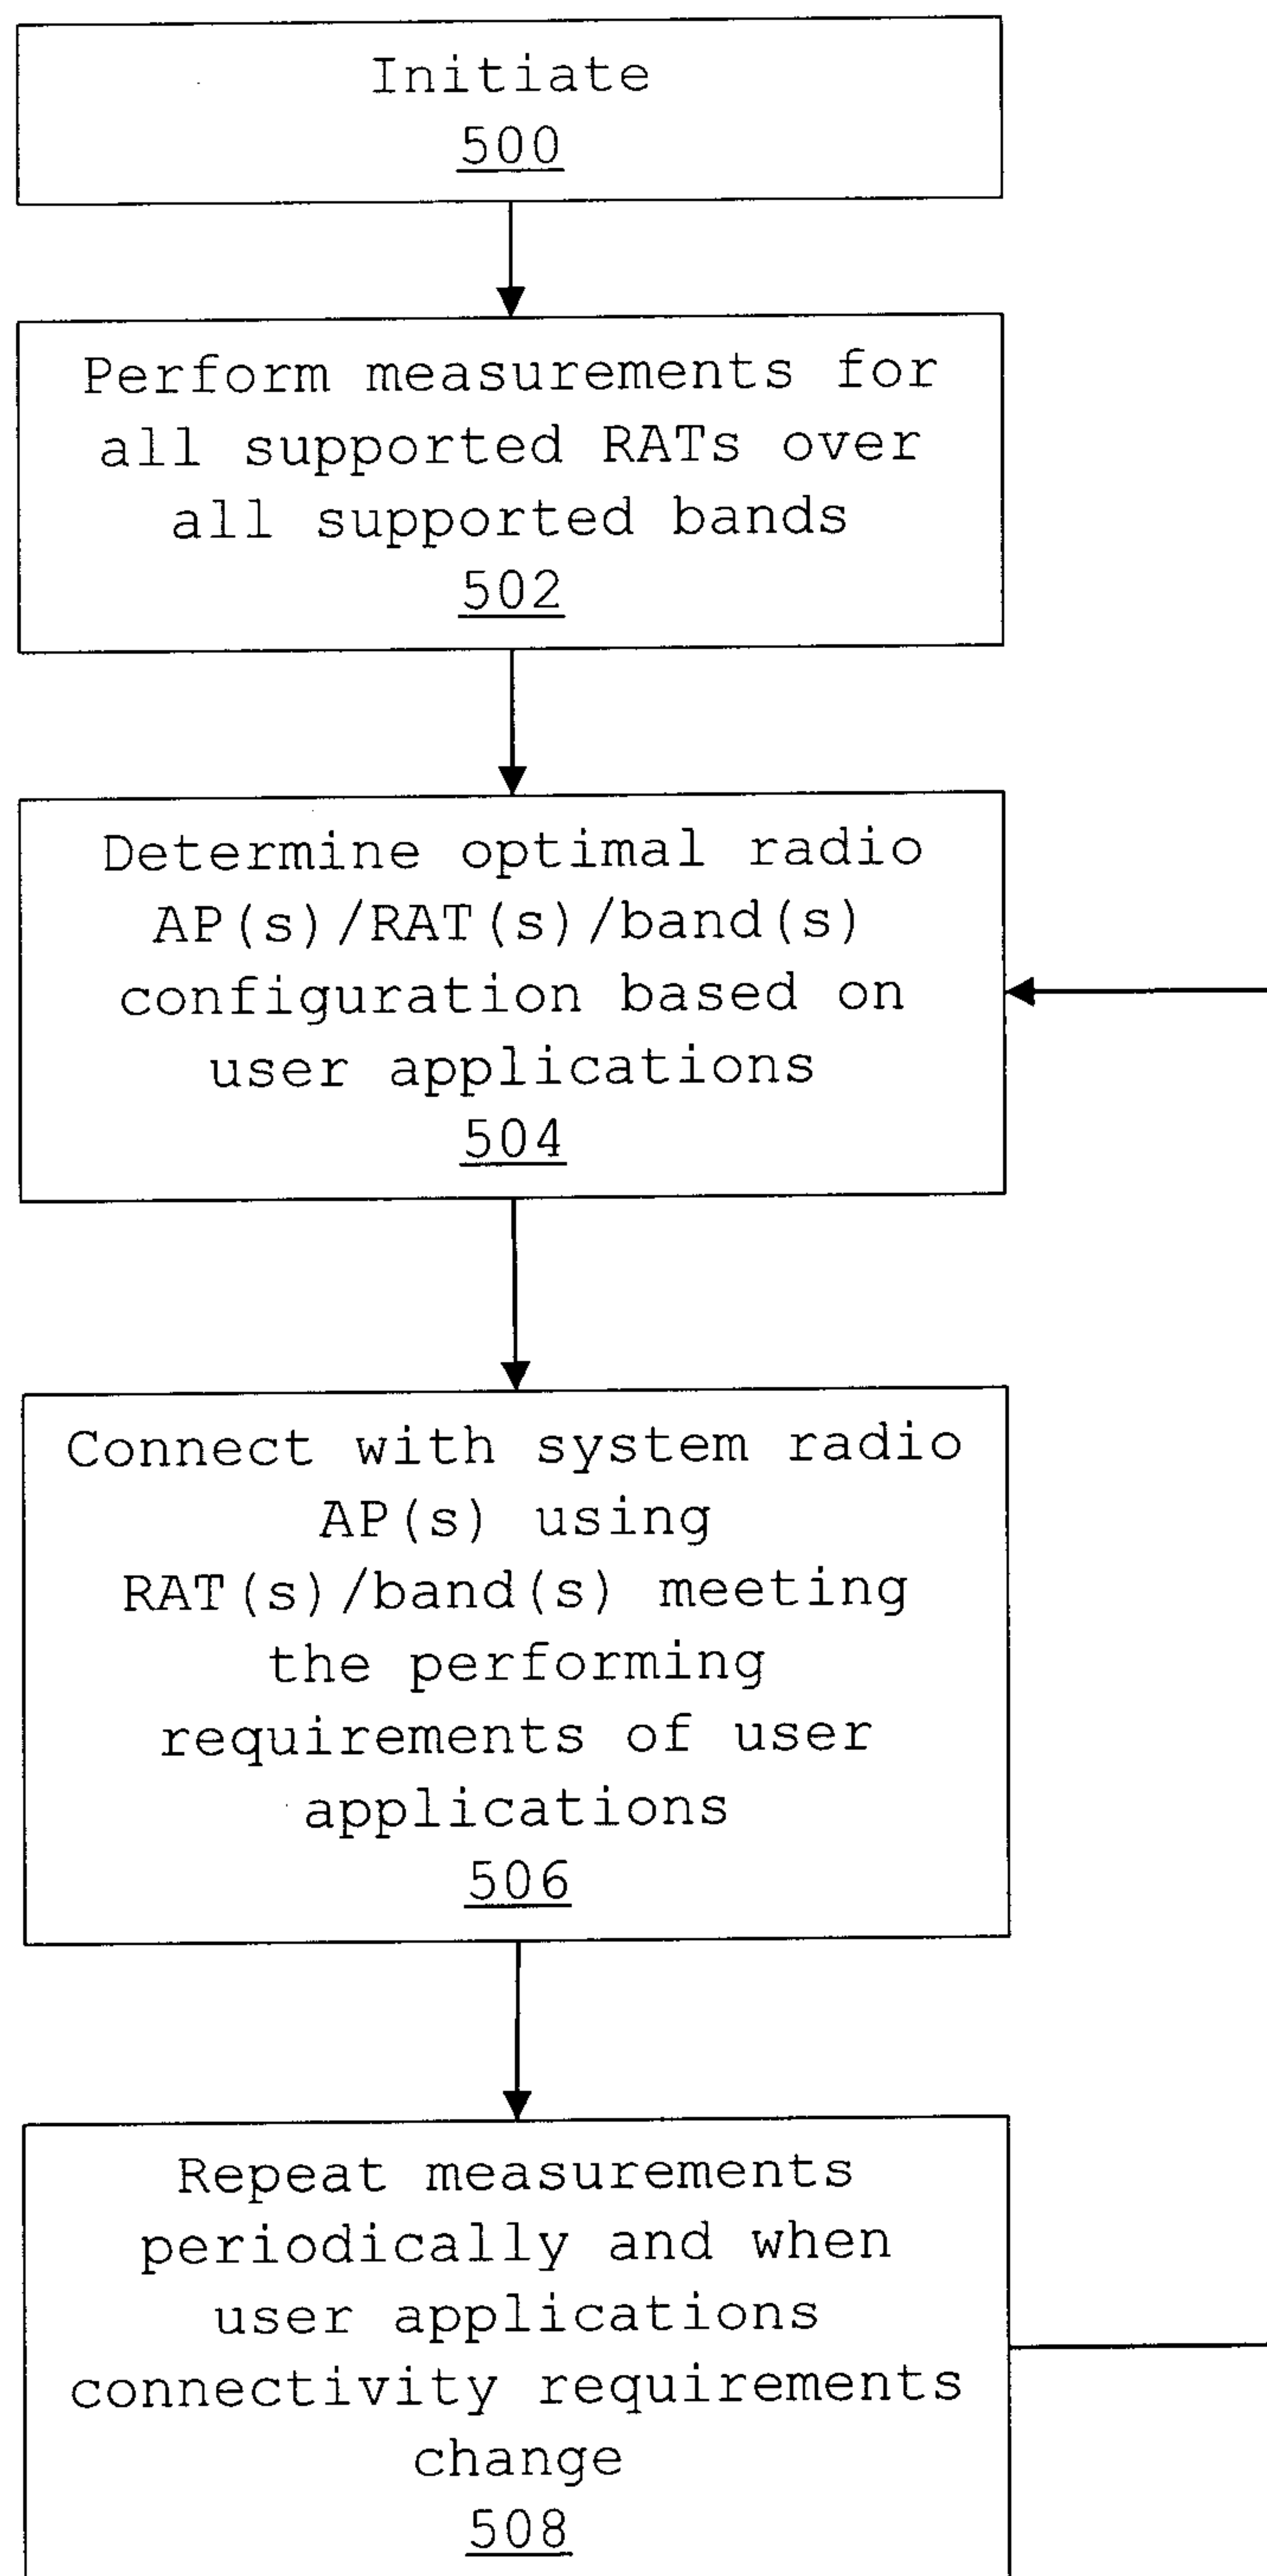 Initiate
500
Perform measurements for
all supported RATs over
all supported bands
502
Determine optimal radio
AP(s)/RAT(s)/band(s)
configuration based on
user applications
504
Connect with system radio
AP(s) using
RAT(s)/band(s) meeting
the performing
requirements of user
applications
506
Repeat measurements
periodically and when
user applications
connectivity requirements
change
508